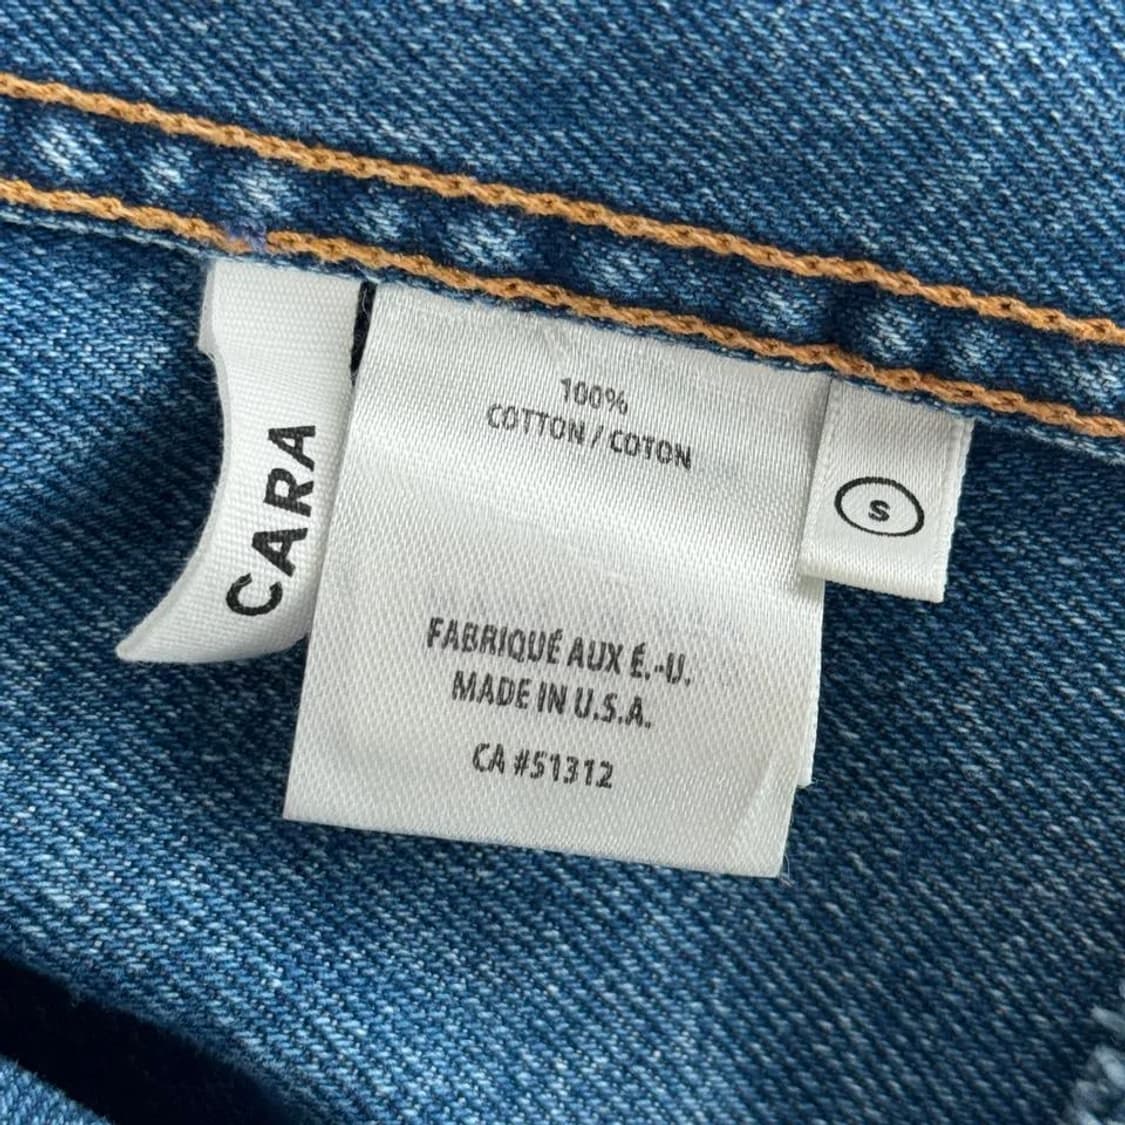 CARA
100%
COTTON / COTON
FABRIQUÉ AUX É.-U.
MADE IN U.S.A.
CA #51312
S